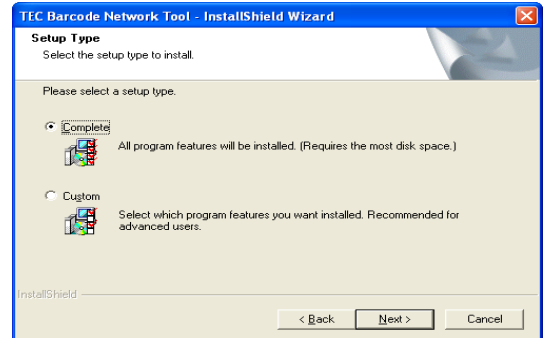 TEC Barcode Network Tool - InstallShield Wizard
Setup Type
Select the setup type to install.
Please select a setup type.
Complete
All program features will be installed. (Requires the most disk space.)
Custom
Select which program features you want installed. Recommended for
advanced users.
InstallShield
< Back
Next >
Cancel